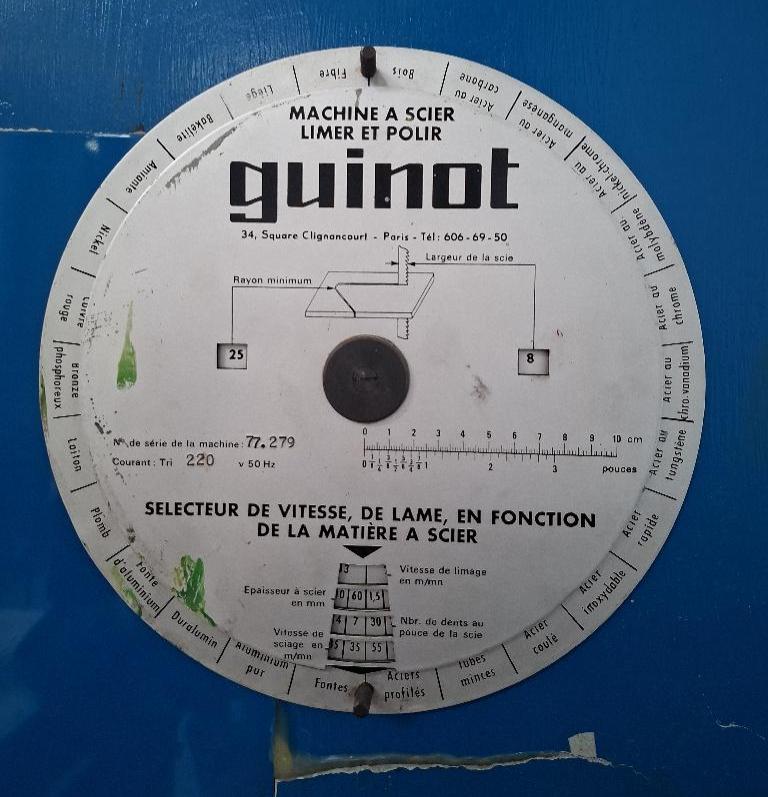 MACHINE A SCIER
LIMER ET POLIR
guinot
34, Square Clignancourt - Paris - Tél: 606-69-50
Largeur de la scie
Rayon minimum
25
8
N° de série de la machine: 77.279
Courant: Tri 220 v 50 Hz
0 1 2 3 4 5 6 7 8 9 10 cm
0 1 2 3 pouces
SELECTEUR DE VITESSE, DE LAME, EN FONCTION
DE LA MATIÈRE A SCIER
Vitesse de limage
en m/mn
Epaisseur à scier
en mm
60 1,5
4 7 30
Nbr. de dents au
pouce de la scie
Vitesse de
sciage en
m/mn
35 55
Bois
Acier au
carbone
Acier au
manganèse
Acier au
nickel-chrome
Acier au
molybdène
Acier au
chrome
Acier au
chro. vanadium
Acier au
tungstène
Acier
rapide
Acier
inoxydable
Acier
coulé
Tubes
minces
Aciers
profilés
Fontes
Aluminium
pur
Duralumin
Fonte
d'aluminium
Plomb
Laiton
Bronze
phosphoreux
Cuivre
rouge
Nickel
Amiante
Bakelite
Liège
Fibre